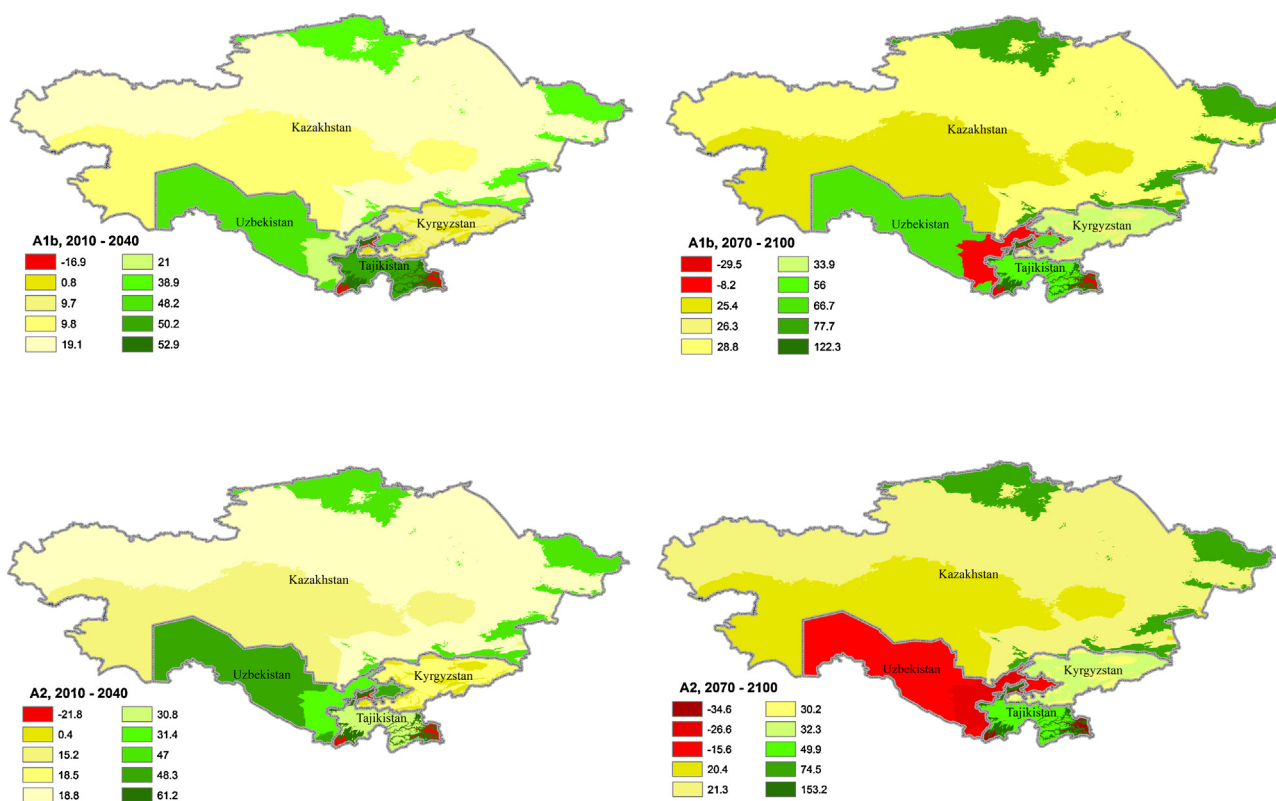 Kazakhstan
Uzbekistan
Kyrgyzstan
Tajikistan
A1b, 2010 - 2040
-16.9 21
0.8 38.9
9.7 48.2
9.8 50.2
19.1 52.9
Kazakhstan
Uzbekistan
Kyrgyzstan
Tajikistan
A1b, 2070 - 2100
-29.5 33.9
-8.2 56
25.4 66.7
26.3 77.7
28.8 122.3
Kazakhstan
Uzbekistan
Kyrgyzstan
Tajikistan
A2, 2010 - 2040
-21.8 30.8
0.4 31.4
15.2 47
18.5 48.3
18.8 61.2
Kazakhstan
Uzbekistan
Kyrgyzstan
Tajikistan
A2, 2070 - 2100
-34.6 30.2
-26.6 32.3
-15.6 49.9
20.4 74.5
21.3 153.2